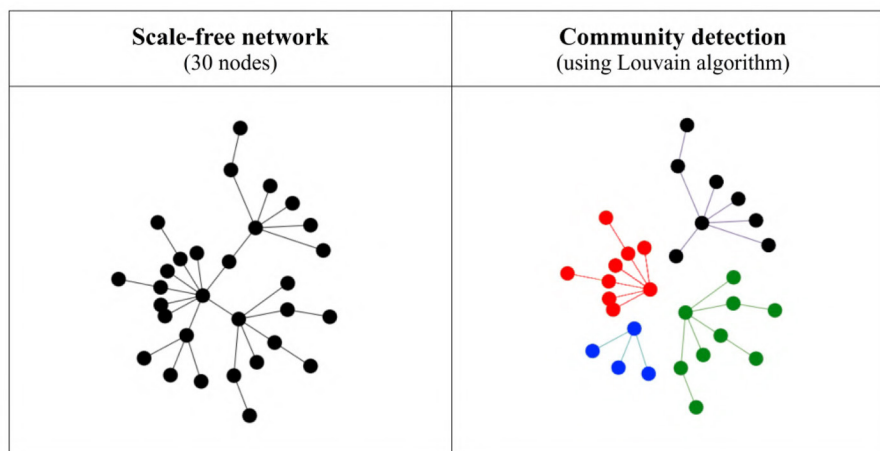 Scale-free network
(30 nodes)
Community detection
(using Louvain algorithm)